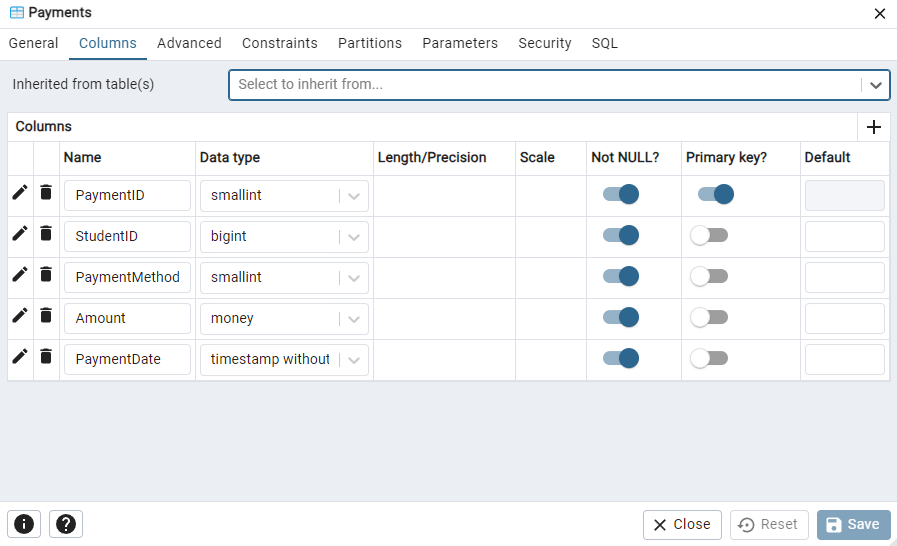 Payments
General Columns Advanced Constraints Partitions Parameters Security SQL
Inherited from table(s) Select to inherit from...
Columns
Name Data type Length/Precision Scale Not NULL? Primary key? Default
PaymentID smallint
StudentID bigint
PaymentMethod smallint
Amount money
PaymentDate timestamp without
Close Reset Save